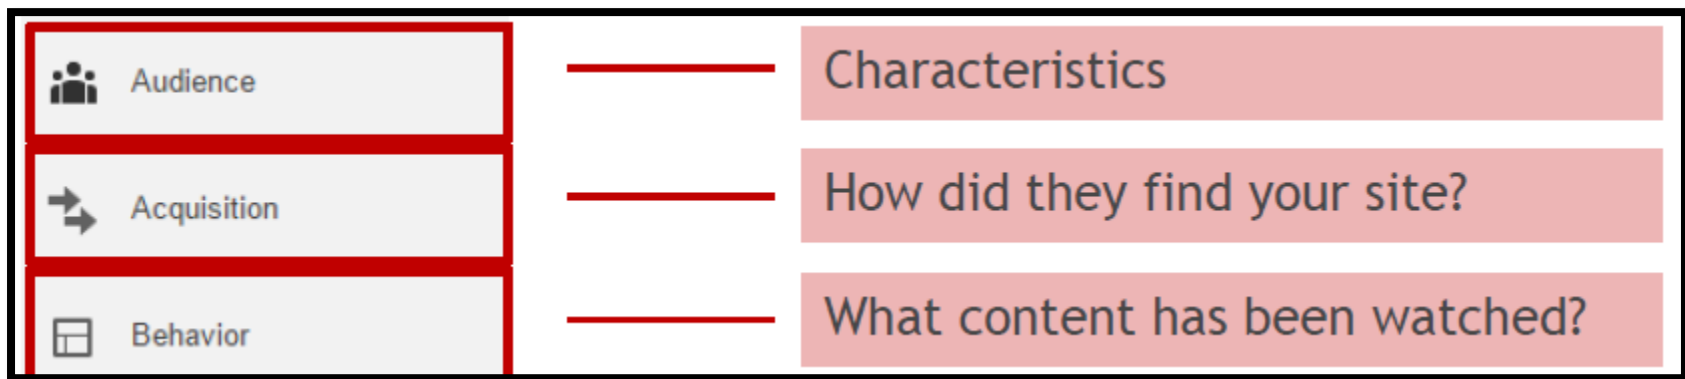 Audience
Characteristics
Acquisition
How did they find your site?
Behavior
What content has been watched?